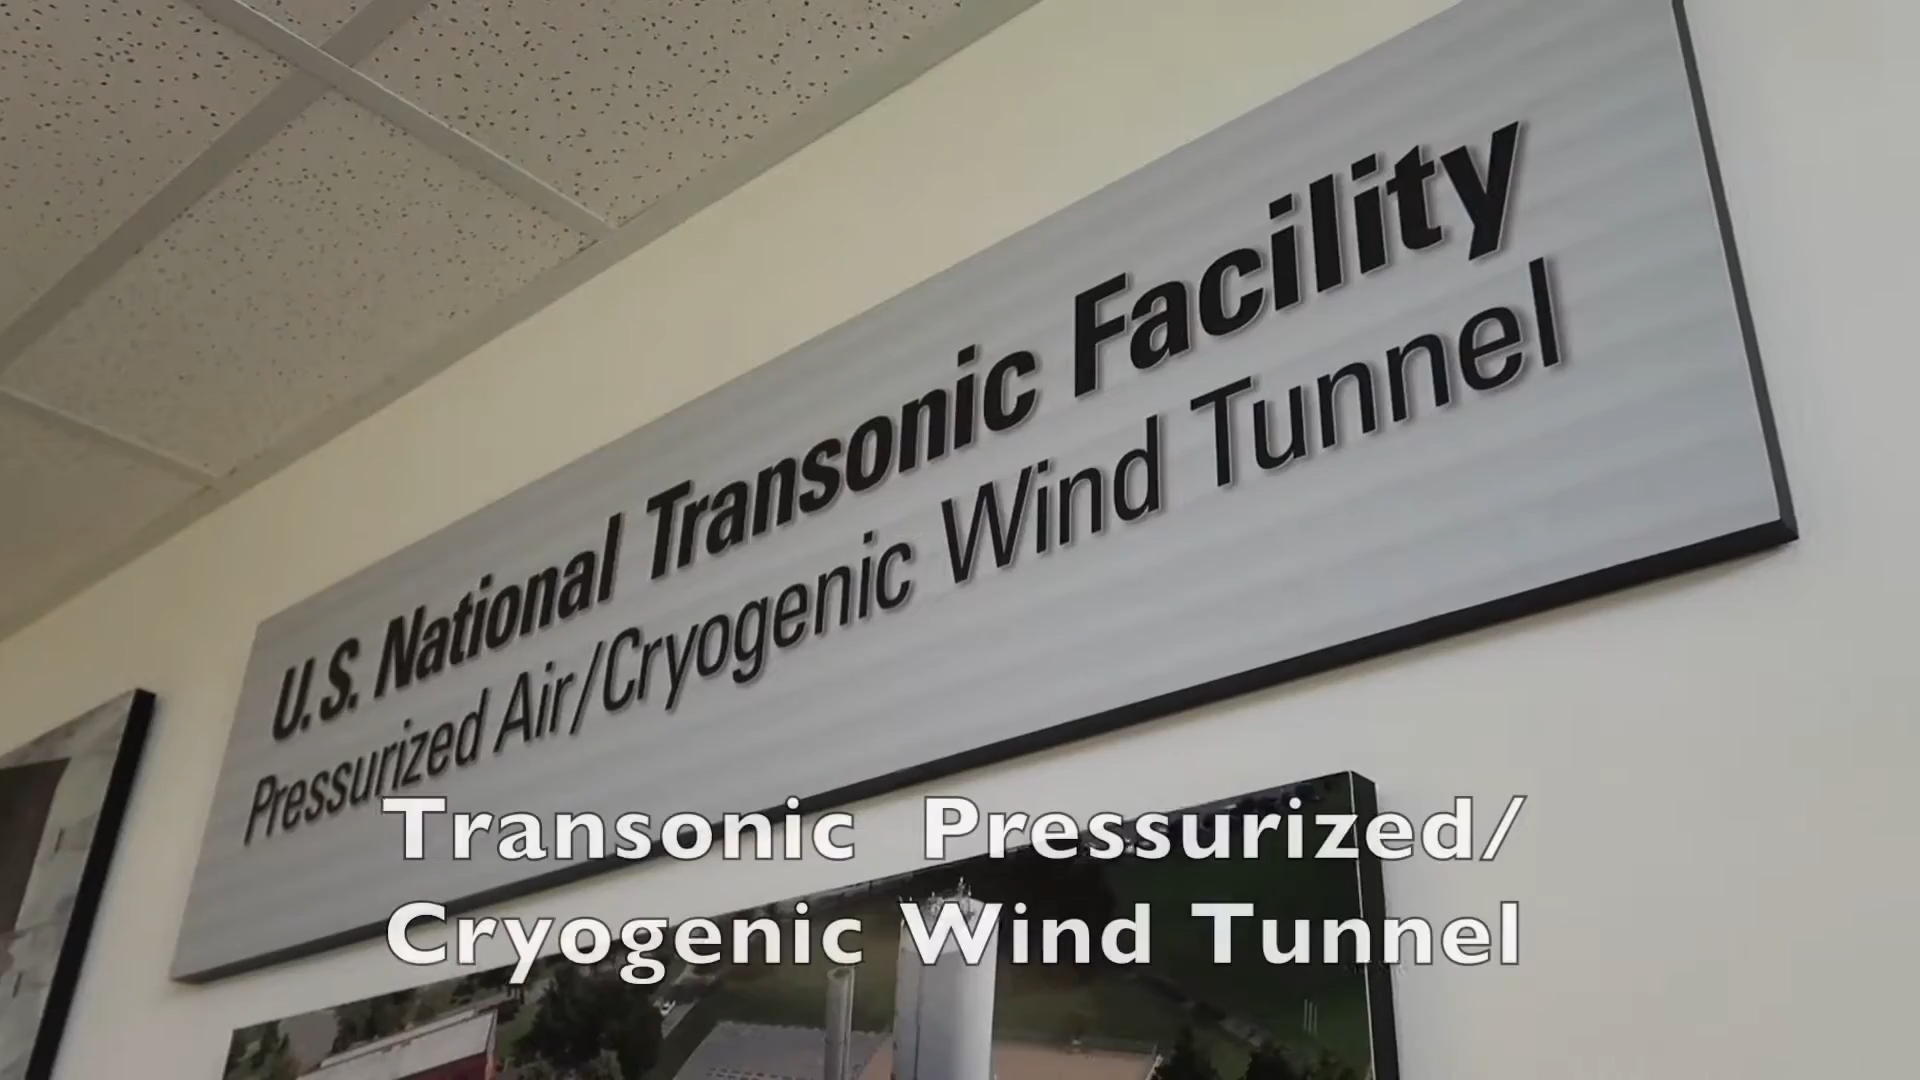 U.S. National Transonic Facility
Pressurized Air/Cryogenic Wind Tunnel
Transonic Pressurized/
Cryogenic Wind Tunnel